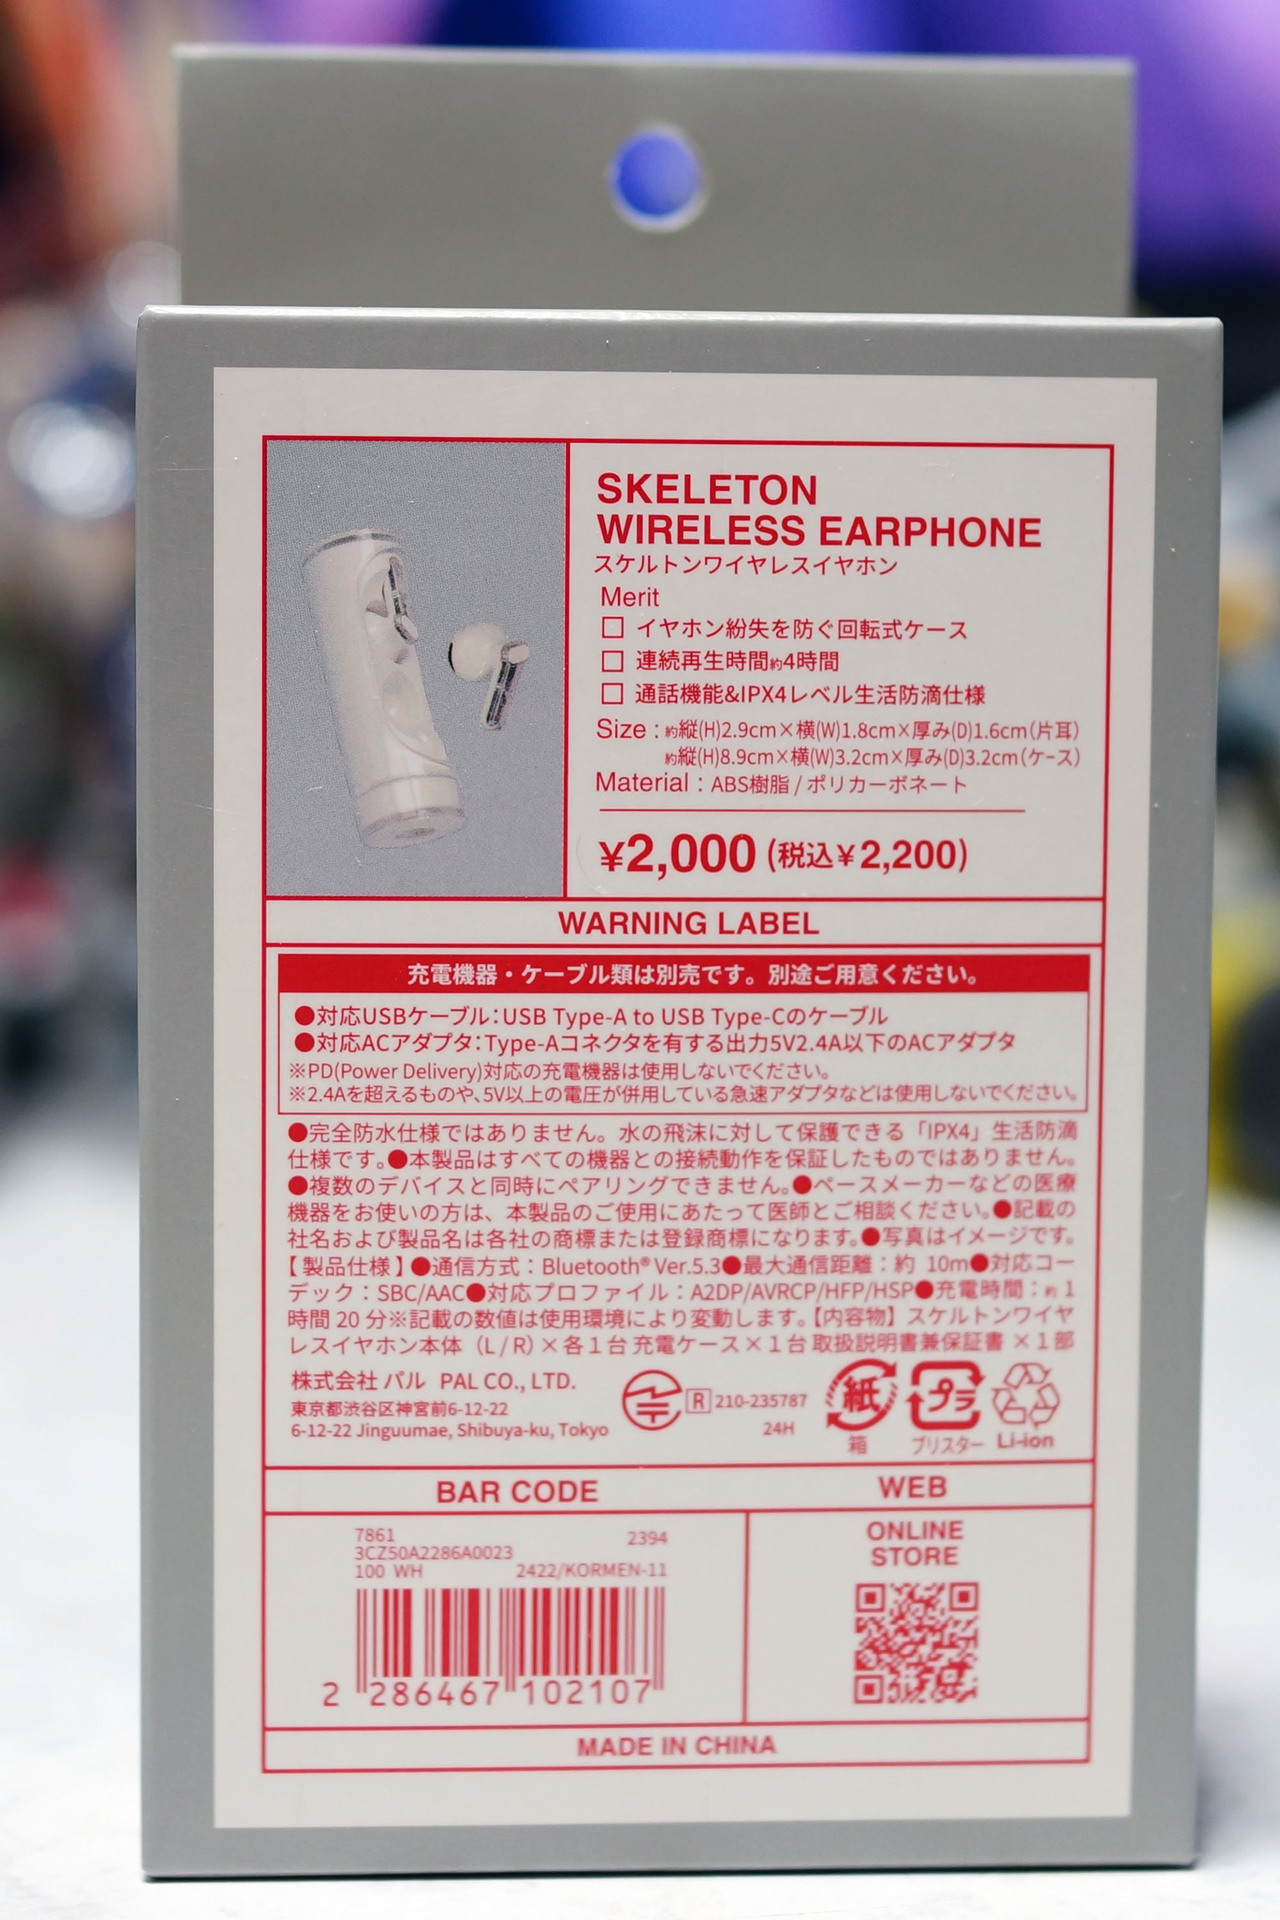 SKELETON
WIRELESS EARPHONE
スケルトンワイヤレスイヤホン
Merit
□ イヤホン紛失を防ぐ回転式ケース
□ 連続再生時間約4時間
□ 通話機能&IPX4レベル生活防滴仕様
Size：約縦(H)2.9cm×横(W)1.8cm×厚み(D)1.6cm(片耳)
約縦(H)8.9cm×横(W)3.2cm×厚み(D)3.2cm(ケース)
Material：ABS樹脂 / ポリカーボネート
¥2,000 (税込¥2,200)
WARNING LABEL
充電機器・ケーブル類は別売です。別途ご用意ください。
●対応USBケーブル：USB Type-A to USB Type-Cのケーブル
●対応ACアダプタ：Type-Aコネクタを有する出力5V2.4A以下のACアダプタ
※PD(Power Delivery)対応の充電機器は使用しないでください。
※2.4Aを超えるものや、5V以上の電圧が併用している急速アダプタなどは使用しないでください。
●完全防水仕様ではありません。水の飛沫に対して保護できる「IPX4」生活防滴
仕様です。●本製品はすべての機器との接続動作を保証したものではありません。
●複数のデバイスと同時にペアリングできません。●ペースメーカーなどの医療
機器をお使いの方は、本製品のご使用にあたって医師とご相談ください。●記載の
社名および製品名は各社の商標または登録商標になります。●写真はイメージです。
【製品仕様】●通信方式：Bluetooth® Ver.5.3●最大通信距離：約 10m●対応コー
デック：SBC/AAC●対応プロファイル：A2DP/AVRCP/HFP/HSP●充電時間：約 1
時間 20 分※記載の数値は使用環境により変動します。【内容物】スケルトンワイヤ
レスイヤホン本体（L / R）×各1台 充電ケース×1台 取扱説明書兼保証書 ×1部
株式会社 パル PAL CO., LTD.
東京都渋谷区神宮前6-12-22
6-12-22 Jinguumae, Shibuya-ku, Tokyo
R 210-235787
24H
紙
箱
プラ
ブリスター
Li-ion
BAR CODE
WEB
7861
2394
3CZ50A2286A0023
100 WH
2422/KORMEN-11
2 286467 102107
ONLINE
STORE
MADE IN CHINA